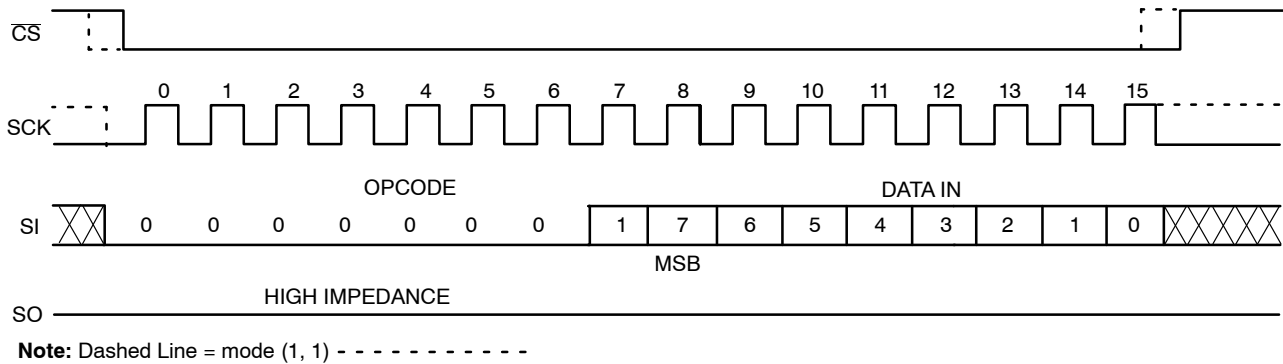 CS
0 1 2 3 4 5 6 7 8 9 10 11 12 13 14 15
SCK
OPCODE DATA IN
SI 0 0 0 0 0 0 0 1 7 6 5 4 3 2 1 0
MSB
HIGH IMPEDANCE
SO
Note: Dashed Line = mode (1, 1) - - - - - - - - - - -